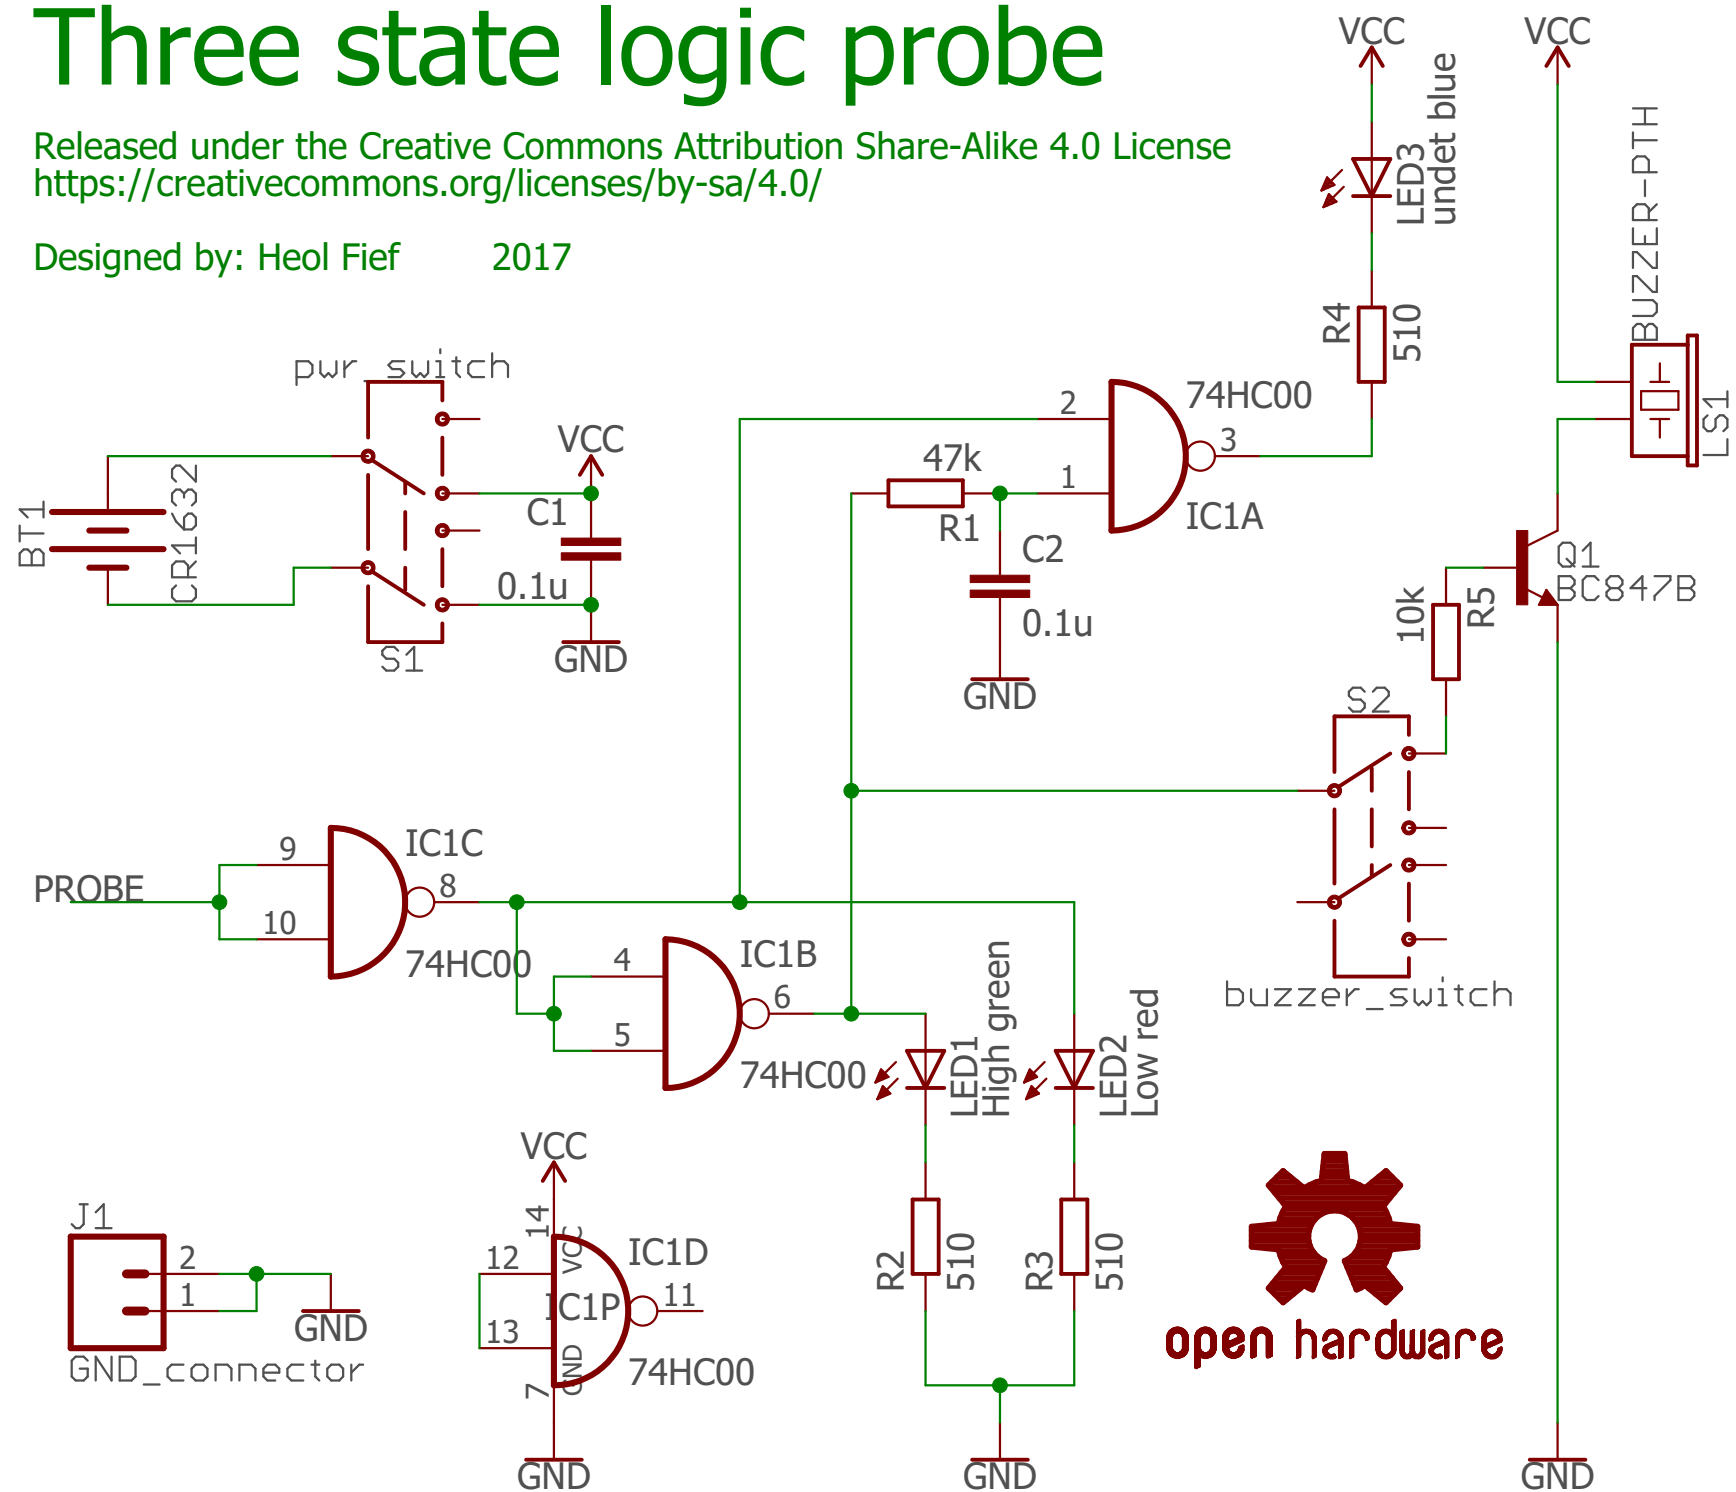 Three state logic probe
Released under the Creative Commons Attribution Share-Alike 4.0 License
https://creativecommons.org/licenses/by-sa/4.0/
Designed by: Heol Fief 2017
VCC
LED3
undet blue
R4
510
VCC
BUZZER-PTH
LS1
pwr_switch
S1
BT1
CR1632
VCC
C1
0.1u
GND
2
1
3
74HC00
IC1A
47k
R1
C2
0.1u
GND
Q1
BC847B
10k
R5
S2
buzzer_switch
PROBE
9
10
8
IC1C
74HC00
4
5
6
IC1B
74HC00
LED1
High green
LED2
Low red
R2
510
R3
510
GND
J1
2
1
GND
GND_connector
VCC
14
VCC
12
13
11
IC1D
IC1P
74HC00
7
GND
GND
open hardware
GND